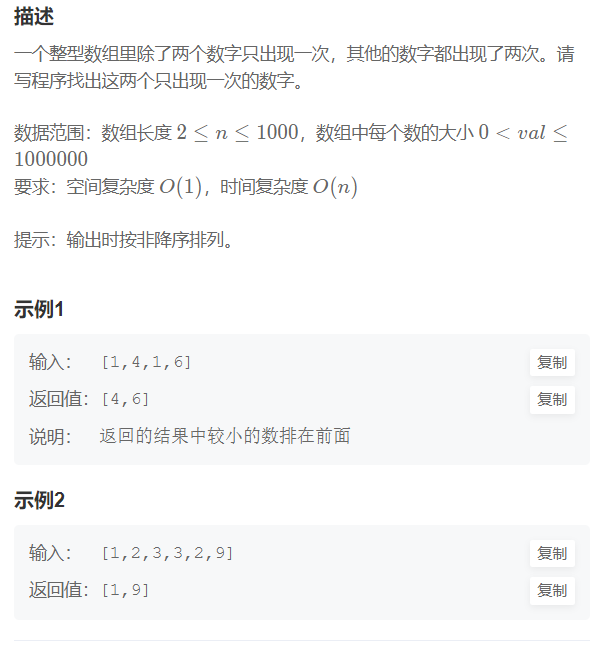 描述
一个整型数组里除了两个数字只出现一次，其他的数字都出现了两次。请
写程序找出这两个只出现一次的数字。
数据范围：数组长度 2 ≤ n ≤ 1000，数组中每个数的大小 0 < val ≤
1000000
要求：空间复杂度 O(1)，时间复杂度 O(n)
提示：输出时按非降序排列。
示例1
输入： [1,4,1,6] 复制
返回值： [4,6] 复制
说明： 返回的结果中较小的数排在前面
示例2
输入： [1,2,3,3,2,9] 复制
返回值： [1,9] 复制